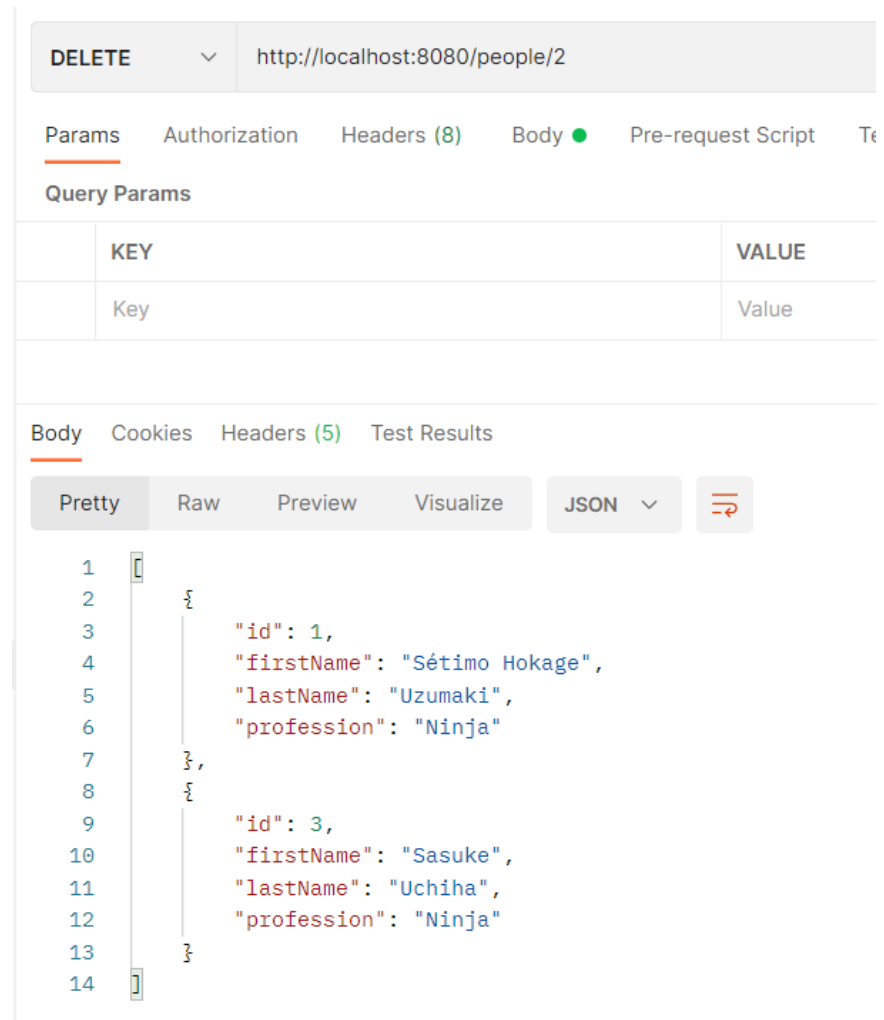 DELETE http://localhost:8080/people/2
Params Authorization Headers (8) Body Pre-request Script Te
Query Params
KEY VALUE
Key Value
Body Cookies Headers (5) Test Results
Pretty Raw Preview Visualize JSON
1 [
2 {
3 "id": 1,
4 "firstName": "Sétimo Hokage",
5 "lastName": "Uzumaki",
6 "profession": "Ninja"
7 },
8 {
9 "id": 3,
10 "firstName": "Sasuke",
11 "lastName": "Uchiha",
12 "profession": "Ninja"
13 }
14 ]